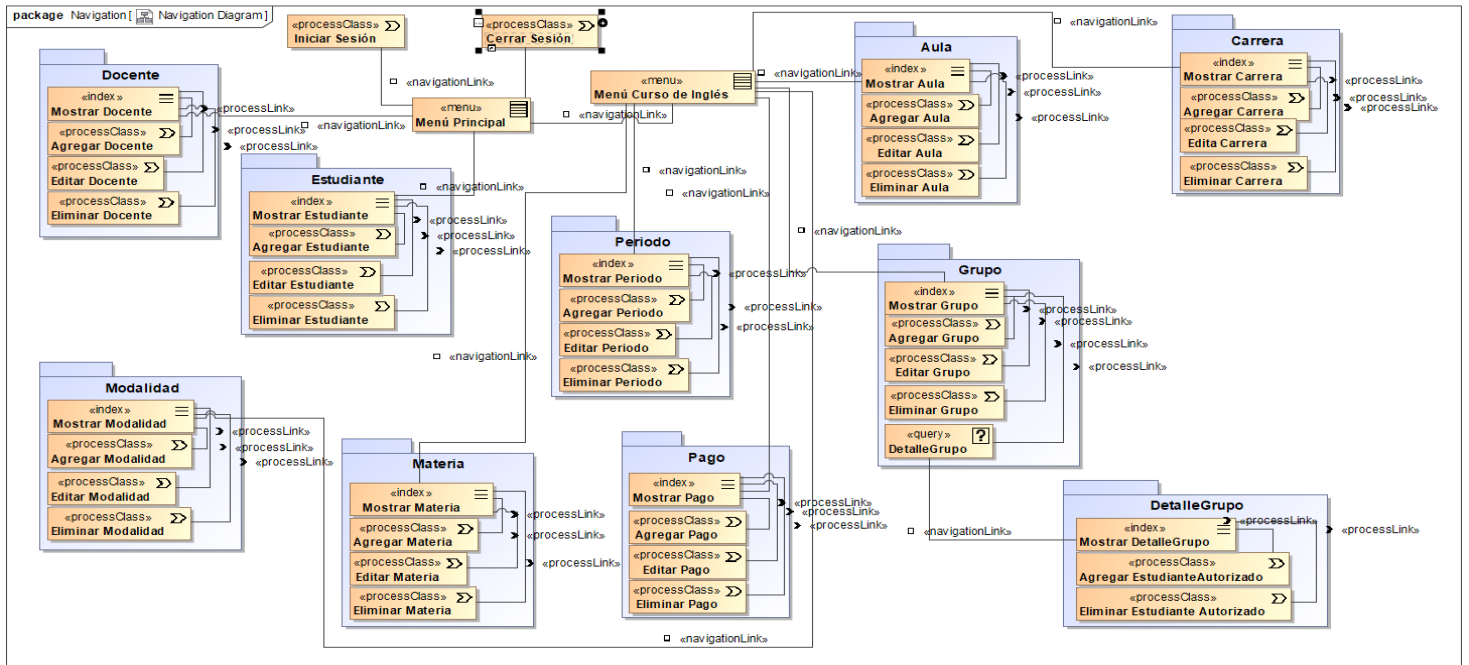 package Navigation [ Navigation Diagram ]
«processClass»
Iniciar Sesión
«processClass»
Cerrar Sesión
«navigationLink»
«menu»
Menú Principal
«navigationLink»
«navigationLink»
«menu»
Menú Curso de Inglés
«navigationLink»
«navigationLink»
Docente
«index»
Mostrar Docente
«processClass»
Agregar Docente
«processClass»
Editar Docente
«processClass»
Eliminar Docente
«processLink»
«processLink»
«processLink»
Estudiante
«index»
Mostrar Estudiante
«processClass»
Agregar Estudiante
«processClass»
Editar Estudiante
«processClass»
Eliminar Estudiante
«navigationLink»
«processLink»
«processLink»
«processLink»
Aula
«index»
Mostrar Aula
«processClass»
Agregar Aula
«processClass»
Editar Aula
«processClass»
Eliminar Aula
«processLink»
«processLink»
«processLink»
Carrera
«index»
Mostrar Carrera
«processClass»
Agregar Carrera
«processClass»
Edita Carrera
«processClass»
Eliminar Carrera
«processLink»
«processLink»
«processLink»
«navigationLink»
«navigationLink»
«navigationLink»
«navigationLink»
Periodo
«index»
Mostrar Periodo
«processClass»
Agregar Periodo
«processClass»
Editar Periodo
«processClass»
Eliminar Periodo
«processLink»
«processLink»
«processLink»
Grupo
«index»
Mostrar Grupo
«processClass»
Agregar Grupo
«processClass»
Editar Grupo
«processClass»
Eliminar Grupo
«query»
DetalleGrupo
«processLink»
«processLink»
«processLink»
«processLink»
Modalidad
«index»
Mostrar Modalidad
«processClass»
Agregar Modalidad
«processClass»
Editar Modalidad
«processClass»
Eliminar Modalidad
«processLink»
«processLink»
«processLink»
Materia
«index»
Mostrar Materia
«processClass»
Agregar Materia
«processClass»
Editar Materia
«processClass»
Eliminar Materia
«processLink»
«processLink»
«processLink»
Pago
«index»
Mostrar Pago
«processClass»
Agregar Pago
«processClass»
Editar Pago
«processClass»
Eliminar Pago
«processLink»
«processLink»
«processLink»
«navigationLink»
DetalleGrupo
«index»
Mostrar DetalleGrupo
«processClass»
Agregar EstudianteAutorizado
«processClass»
Eliminar Estudiante Autorizado
«processLink»
«processLink»
«navigationLink»